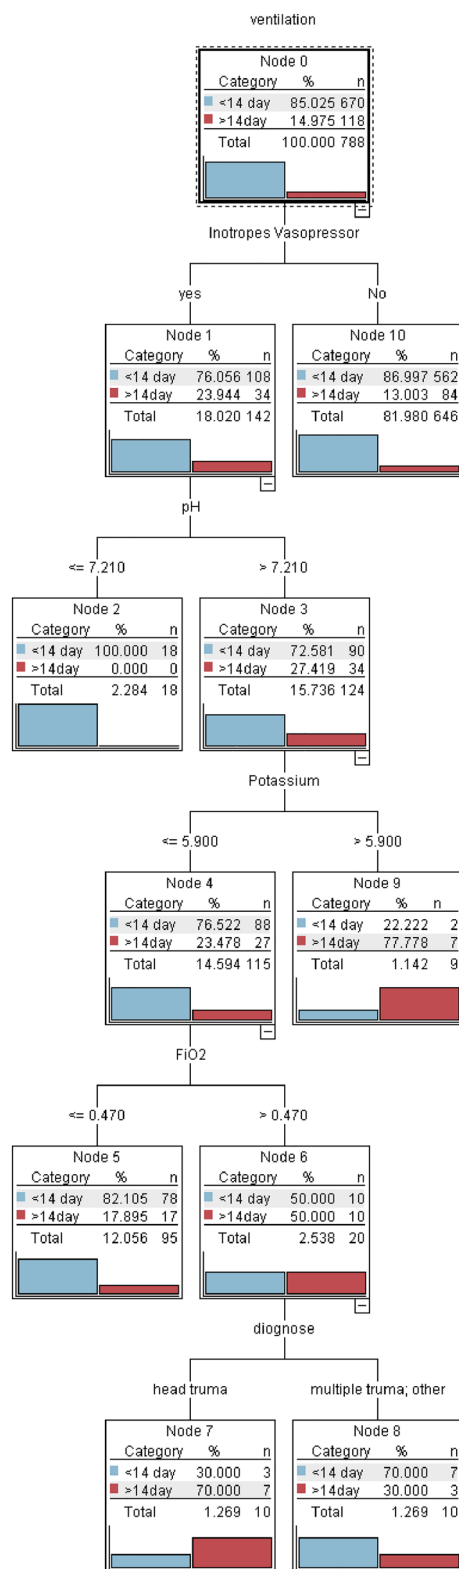 ventilation
Node 0
Category % n
<14 day 85.025 670
>14day 14.975 118
Total 100.000 788
Inotropes Vasopressor
yes
No
Node 1
Category % n
<14 day 76.056 108
>14day 23.944 34
Total 18.020 142
Node 10
Category % n
<14 day 86.997 562
>14day 13.003 84
Total 81.980 646
pH
<= 7.210
> 7.210
Node 2
Category % n
<14 day 100.000 18
>14day 0.000 0
Total 2.284 18
Node 3
Category % n
<14 day 72.581 90
>14day 27.419 34
Total 15.736 124
Potassium
<= 5.900
> 5.900
Node 4
Category % n
<14 day 76.522 88
>14day 23.478 27
Total 14.594 115
Node 9
Category % n
<14 day 22.222 2
>14day 77.778 7
Total 1.142 9
FiO2
<= 0.470
> 0.470
Node 5
Category % n
<14 day 82.105 78
>14day 17.895 17
Total 12.056 95
Node 6
Category % n
<14 day 50.000 10
>14day 50.000 10
Total 2.538 20
diognose
head truma
multiple truma; other
Node 7
Category % n
<14 day 30.000 3
>14day 70.000 7
Total 1.269 10
Node 8
Category % n
<14 day 70.000 7
>14day 30.000 3
Total 1.269 10